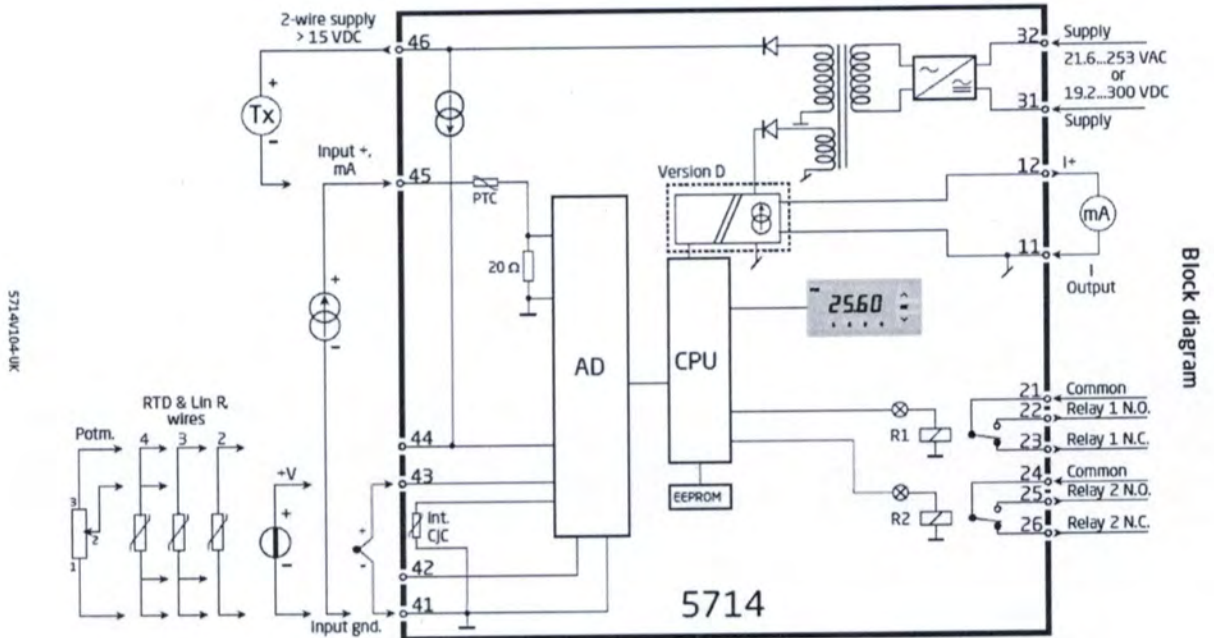 2-wire supply
> 15 VDC
46
32
Supply
21.6...253 VAC
or
19.2...300 VDC
31
Supply
+
Tx
-
Input +,
mA
45
PTC
20 Ω
Version D
12
I+
mA
11
I
Output
Block diagram
5714V104-UK
+
-
AD
CPU
25.60
EEPROM
RTD & Lin R,
wires
Potm.
4
3
2
3
2
1
+V
+
-
+
-
44
43
Int.
CJC
42
41
Input gnd.
R1
R2
21
Common
22
Relay 1 N.O.
23
Relay 1 N.C.
24
Common
25
Relay 2 N.O.
26
Relay 2 N.C.
5714